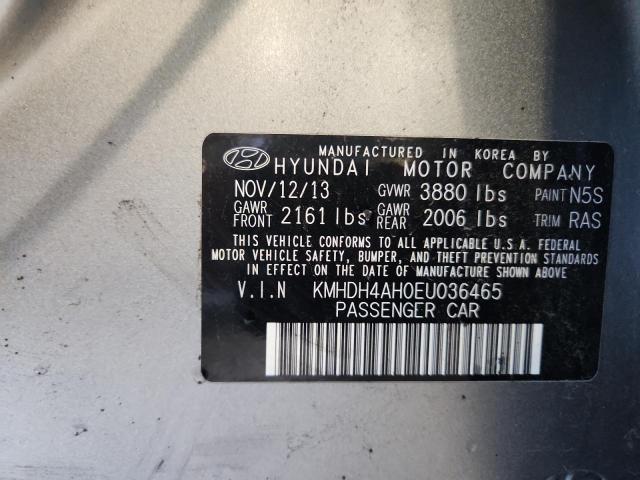 MANUFACTURED IN KOREA BY
HYUNDAI MOTOR COMPANY
NOV/12/13 GVWR 3880 lbs PAINT N5S
GAWR FRONT 2161 lbs GAWR REAR 2006 lbs TRIM RAS
THIS VEHICLE CONFORMS TO ALL APPLICABLE U.S.A. FEDERAL
MOTOR VEHICLE SAFETY, BUMPER, AND THEFT PREVENTION STANDARDS
IN EFFECT ON THE DATE OF MANUFACTURE SHOWN ABOVE.
V.I.N KMHDH4AH0EU036465
PASSENGER CAR